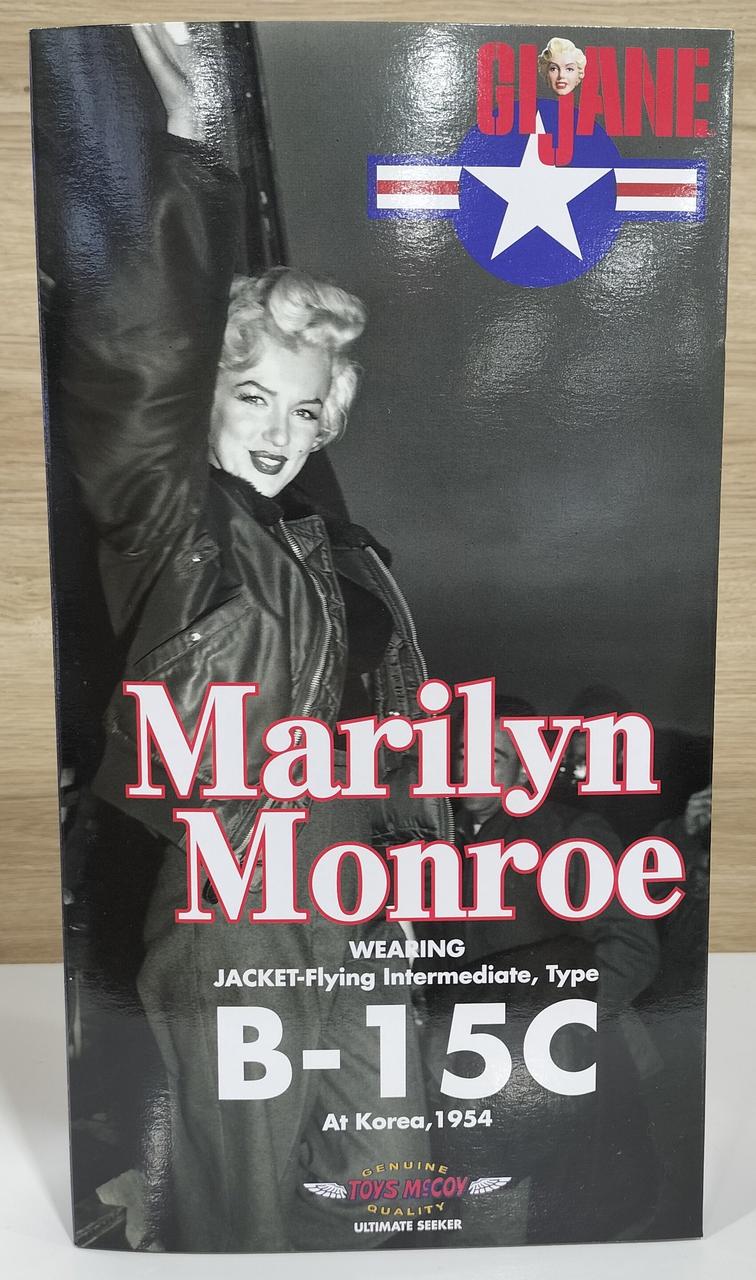 GI JANE
Marilyn
Monroe
WEARING
JACKET-Flying Intermediate, Type
B-15C
At Korea,1954
GENUINE
TOYS McCOY
QUALITY
ULTIMATE SEEKER